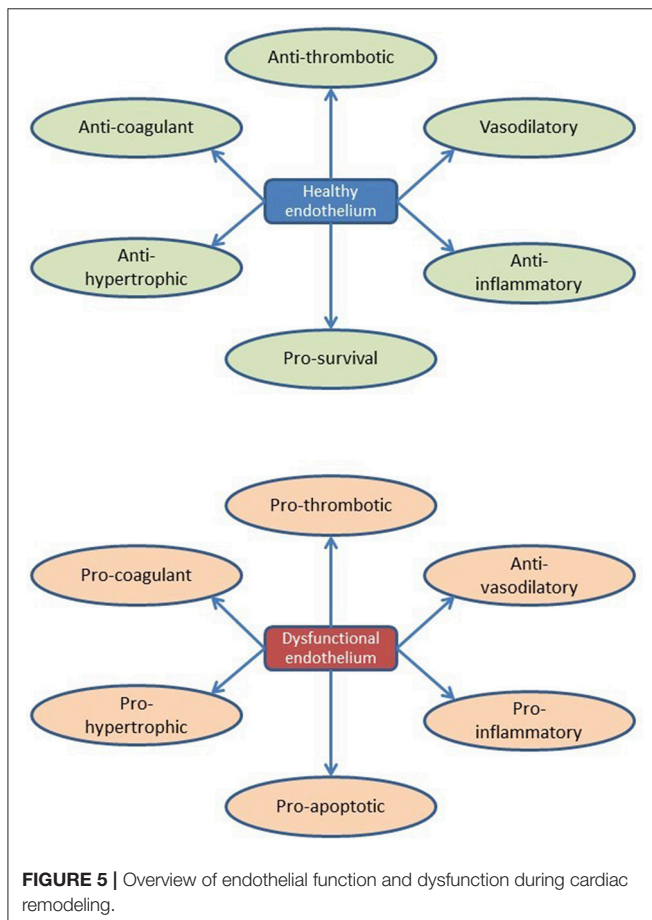 Anti-thrombotic
Anti-coagulant
Vasodilatory
Healthy
endothelium
Anti-
hypertrophic
Anti-
inflammatory
Pro-survival
Pro-thrombotic
Pro-coagulant
Anti-
vasodilatory
Dysfunctional
endothelium
Pro-
hypertrophic
Pro-
inflammatory
Pro-apoptotic
FIGURE 5 | Overview of endothelial function and dysfunction during cardiac
remodeling.